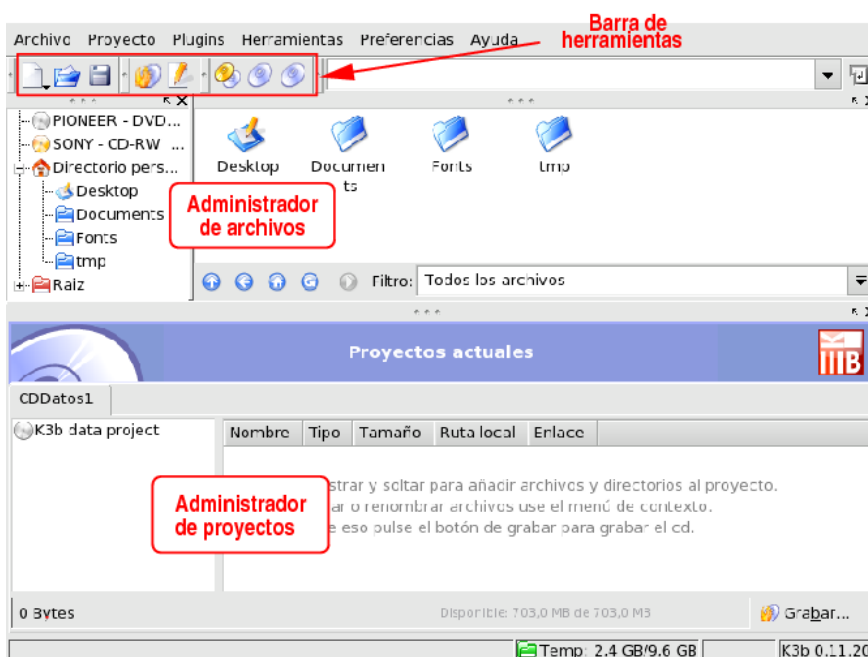 Barra de
herramientas
Archivo Proyecto Plugins Herramientas Preferencias Ayuda
PIONEER - DVD...
SONY - CD-RW ...
Directorio pers...
Desktop
Documents
Fonts
tmp
Raiz
Desktop
Documen
ts
Fonts
tmp
Administrador
de archivos
Filtro: Todos los archivos
Proyectos actuales
K3B
CDDatos1
K3b data project
Nombre Tipo Tamaño Ruta local Enlace
strar y soltar para añadir archivos y directorios al proyecto.
ar o renombrar archivos use el menú de contexto.
e eso pulse el botón de grabar para grabar el cd.
Administrador
de proyectos
0 Bytes
Disponible: 703,0 MB de 703,0 MB
Grabar...
Temp: 2.4 GB/9.6 GB
K3b 0.11.20